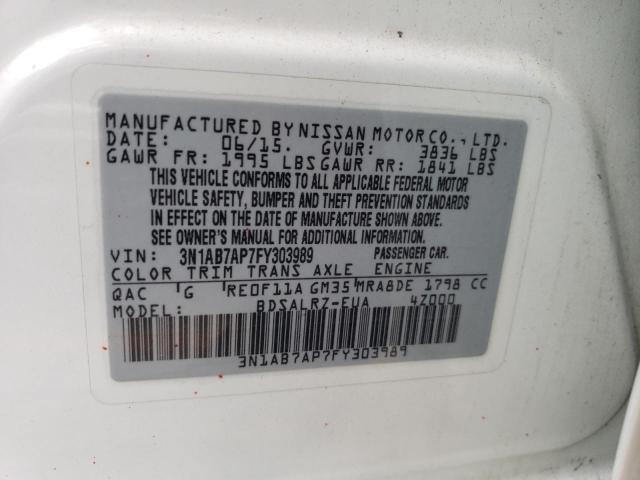 MANUFACTURED BY NISSAN MOTOR CO., LTD.
DATE: 06/15. GVWR: 3836 LBS
GAWR FR: 1995 LBS GAWR RR: 1841 LBS
THIS VEHICLE CONFORMS TO ALL APPLICABLE FEDERAL MOTOR
VEHICLE SAFETY, BUMPER AND THEFT PREVENTION STANDARDS
IN EFFECT ON THE DATE OF MANUFACTURE SHOWN ABOVE.
SEE OWNER'S MANUAL FOR ADDITIONAL INFORMATION.
VIN: 3N1AB7AP7FY303989 PASSENGER CAR.
COLOR TRIM TRANS AXLE ENGINE
QAC G RE0F11A GM35 MRA8DE 1798 CC
MODEL: BDSALRZ-EUA 4Z000
3N1AB7AP7FY303989